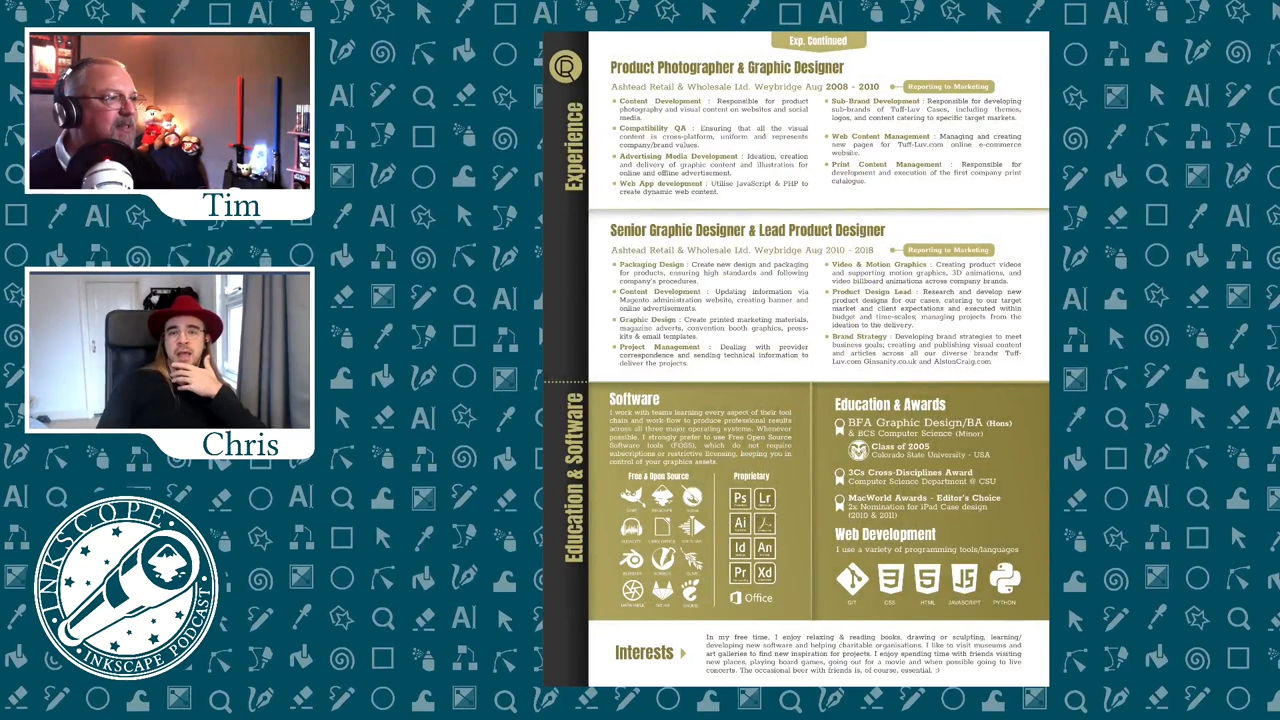 Tim
Chris
INKSCOPE
INKSCAPE PODCAST
Exp. Continued
Experience
Product Photographer & Graphic Designer
Ashtead Retail & Wholesale Ltd. Weybridge Aug 2008 - 2010
Reporting to Marketing
Content Development : Responsible for product
photography and visual content on websites and social
media.
Compatibility QA : Ensuring that all the visual
content is cross-platform, uniform and represents
company/brand values.
Advertising Media Development : Ideation, creation
and delivery of graphic content and illustration for
online and offline advertisement.
Web App development : Utilise JavaScript & PHP to
create dynamic web content.
Sub-Brand Development : Responsible for developing
sub-brands of Tuff-Luv Cases, including themes,
logos, and content catering to specific target markets.
Web Content Management : Managing and creating
new pages for Tuff-Luv.com online e-commerce
website.
Print Content Management : Responsible for
development and execution of the first company print
catalogue.
Senior Graphic Designer & Lead Product Designer
Ashtead Retail & Wholesale Ltd. Weybridge Aug 2010 - 2018
Reporting to Marketing
Packaging Design : Create new design and packaging
for products, ensuring high standards and following
company's procedures.
Content Development : Updating information via
Magento administration website, creating banner and
online advertisements.
Graphic Design : Create printed marketing materials,
magazine adverts, convention booth graphics, press-
kits & email templates.
Project Management : Dealing with provider
correspondence and sending technical information to
deliver the projects.
Video & Motion Graphics : Creating product videos
and supporting motion graphics, 3D animations, and
video billboard animations across company brands.
Product Design Lead : Research and develop new
product designs for our cases, catering to our target
market and client expectations and executed within
budget and time-scales; managing projects from the
ideation to the delivery.
Brand Strategy : Developing brand strategies to meet
business goals; creating and publishing visual content
and articles across all our diverse brands: Tuff-
Luv.com Ginsanity.co.uk and AlstonCraig.com
Education & Software
Software
I work with teams learning every aspect of their tool
chain and work-flow to produce professional results
across all three major operating systems. Whenever
possible, I strongly prefer to use Free Open Source
Software tools (FOSS), which do not require
subscriptions or restrictive licensing, keeping you in
control of your graphics assets.
Free & Open Source
Proprietary
GIMP INKSCAPE
AUDACITY LIBRE OFFICE
BLENDER
GNOME
Ps Lr
Ai
Id An
Pr Xd
Office
Education & Awards
BFA Graphic Design/BA (Hons)
& BCS Computer Science (Minor)
Class of 2005
Colorado State University - USA
3Cs Cross-Disciplines Award
Computer Science Department @ CSU
MacWorld Awards - Editor's Choice
2x Nomination for iPad Case design
(2010 & 2011)
Web Development
I use a variety of programming tools/languages
GIT CSS HTML JAVASCRIPT PYTHON
Interests
In my free time, I enjoy relaxing & reading books, drawing or sculpting, learning/
developing new software and helping charitable organisations. I like to visit museums and
art galleries to find new inspiration for projects. I enjoy spending time with friends visiting
new places, playing board games, going out for a movie and when possible going to live
concerts. The occasional beer with friends is, of course, essential. :)